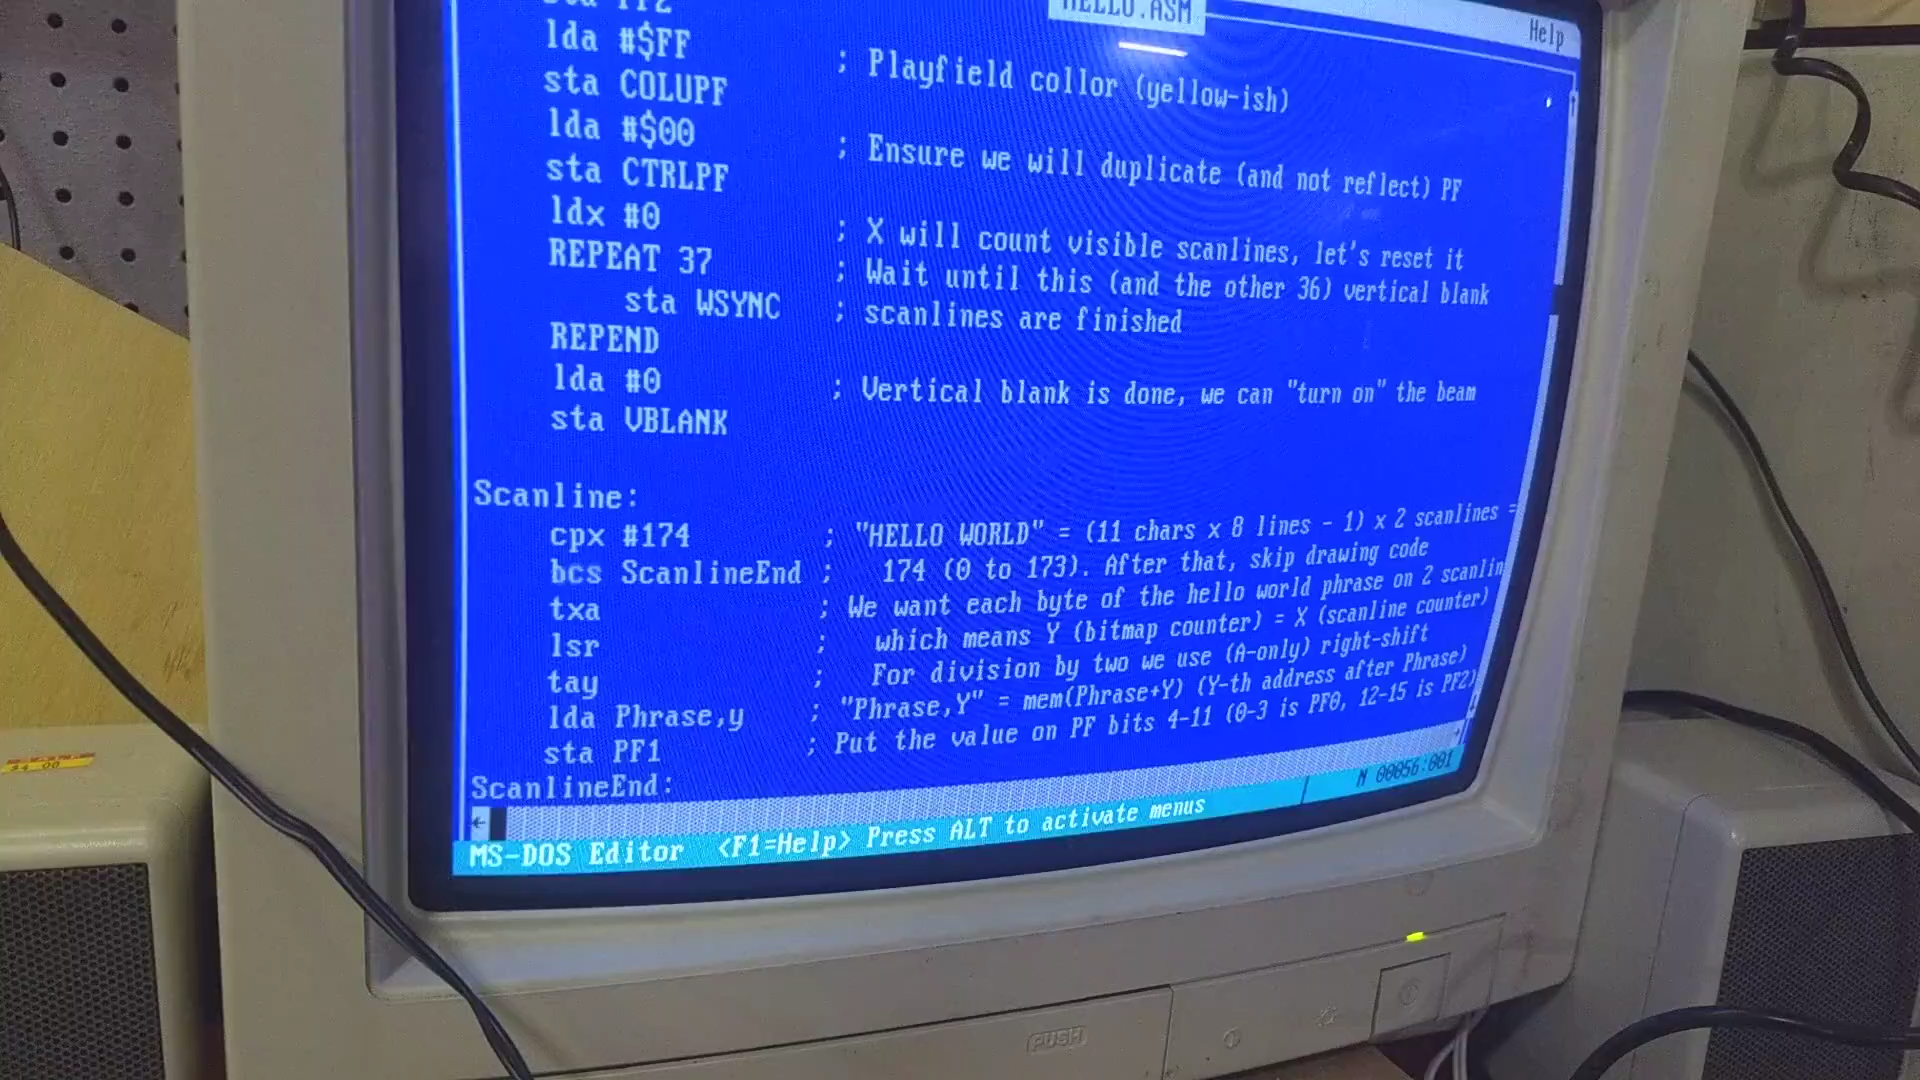 sta PF2
HELLO.ASM
Help
lda #$FF
sta COLUPF ; Playfield collor (yellow-ish)
lda #$00
sta CTRLPF ; Ensure we will duplicate (and not reflect) PF
ldx #0
REPEAT 37 ; X will count visible scanlines, let's reset it
sta WSYNC ; Wait until this (and the other 36) vertical blank
REPEND ; scanlines are finished
lda #0
sta VBLANK ; Vertical blank is done, we can "turn on" the beam
Scanline:
cpx #174 ; "HELLO WORLD" = (11 chars x 8 lines - 1) x 2 scanlines =
bcs ScanlineEnd ; 174 (0 to 173). After that, skip drawing code
txa ; We want each byte of the hello world phrase on 2 scanlin
lsr ; which means Y (bitmap counter) = X (scanline counter)
tay ; For division by two we use (A-only) right-shift
lda Phrase,y ; "Phrase,Y" = mem(Phrase+Y) (Y-th address after Phrase)
sta PF1 ; Put the value on PF bits 4-11 (0-3 is PF0, 12-15 is PF2)
ScanlineEnd:
MS-DOS Editor <F1=Help> Press ALT to activate menus N 00056:001
PUSH